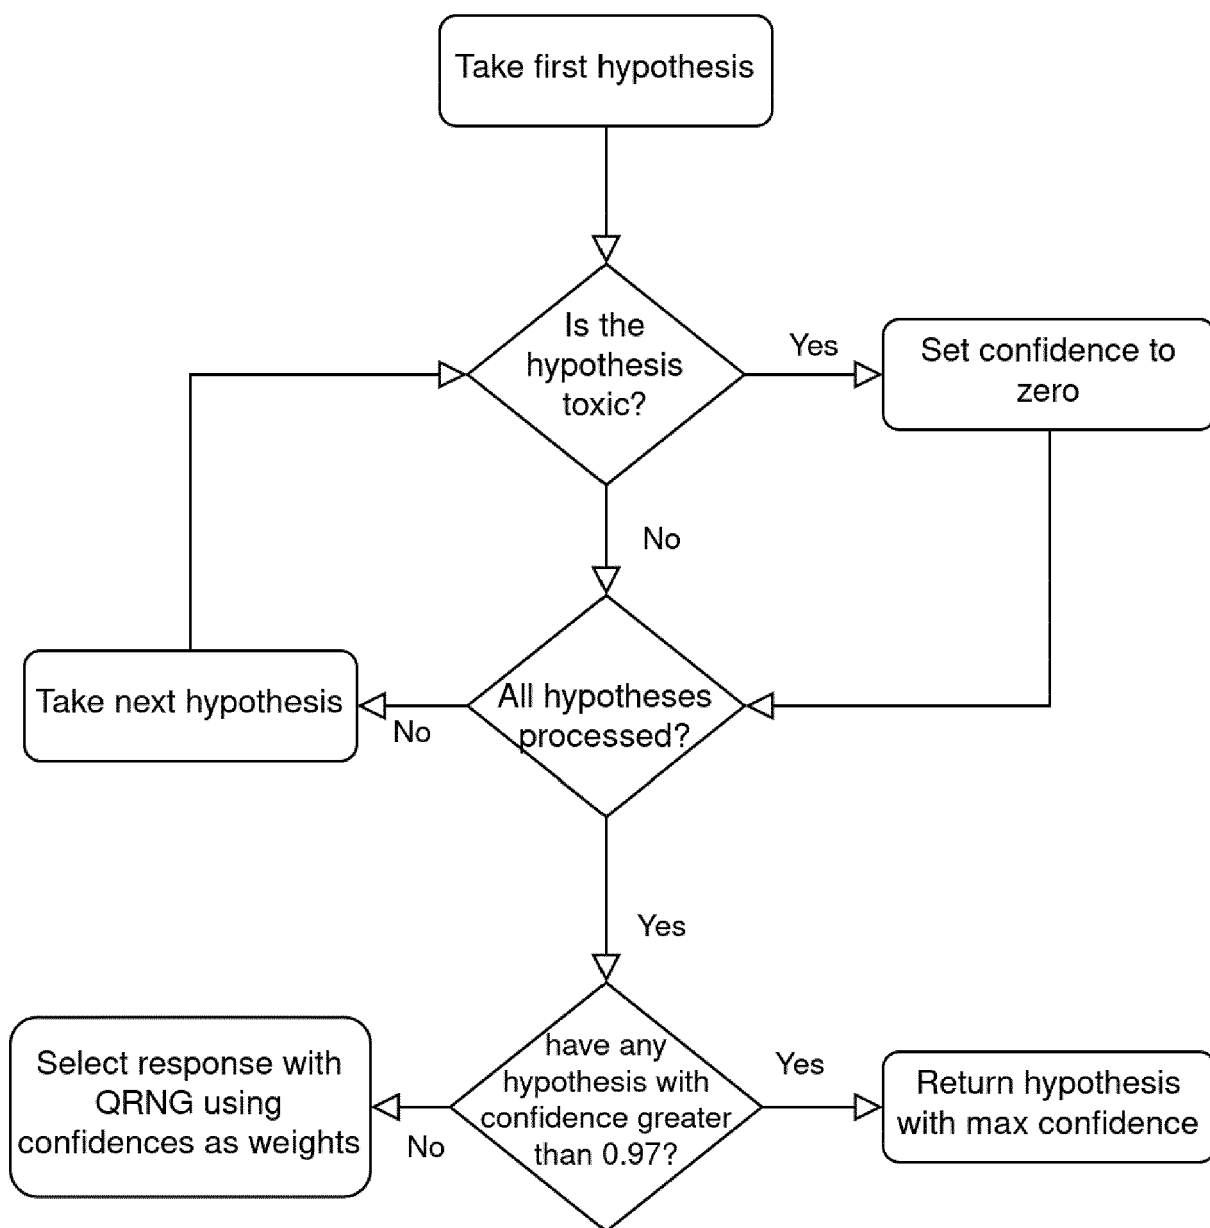 Take first hypothesis
Is the
hypothesis
toxic?
Yes
Set confidence to
zero
No
Take next hypothesis
No
All hypotheses
processed?
Yes
Select response with
QRNG using
confidences as weights
No
have any
hypothesis with
confidence greater
than 0.97?
Yes
Return hypothesis
with max confidence